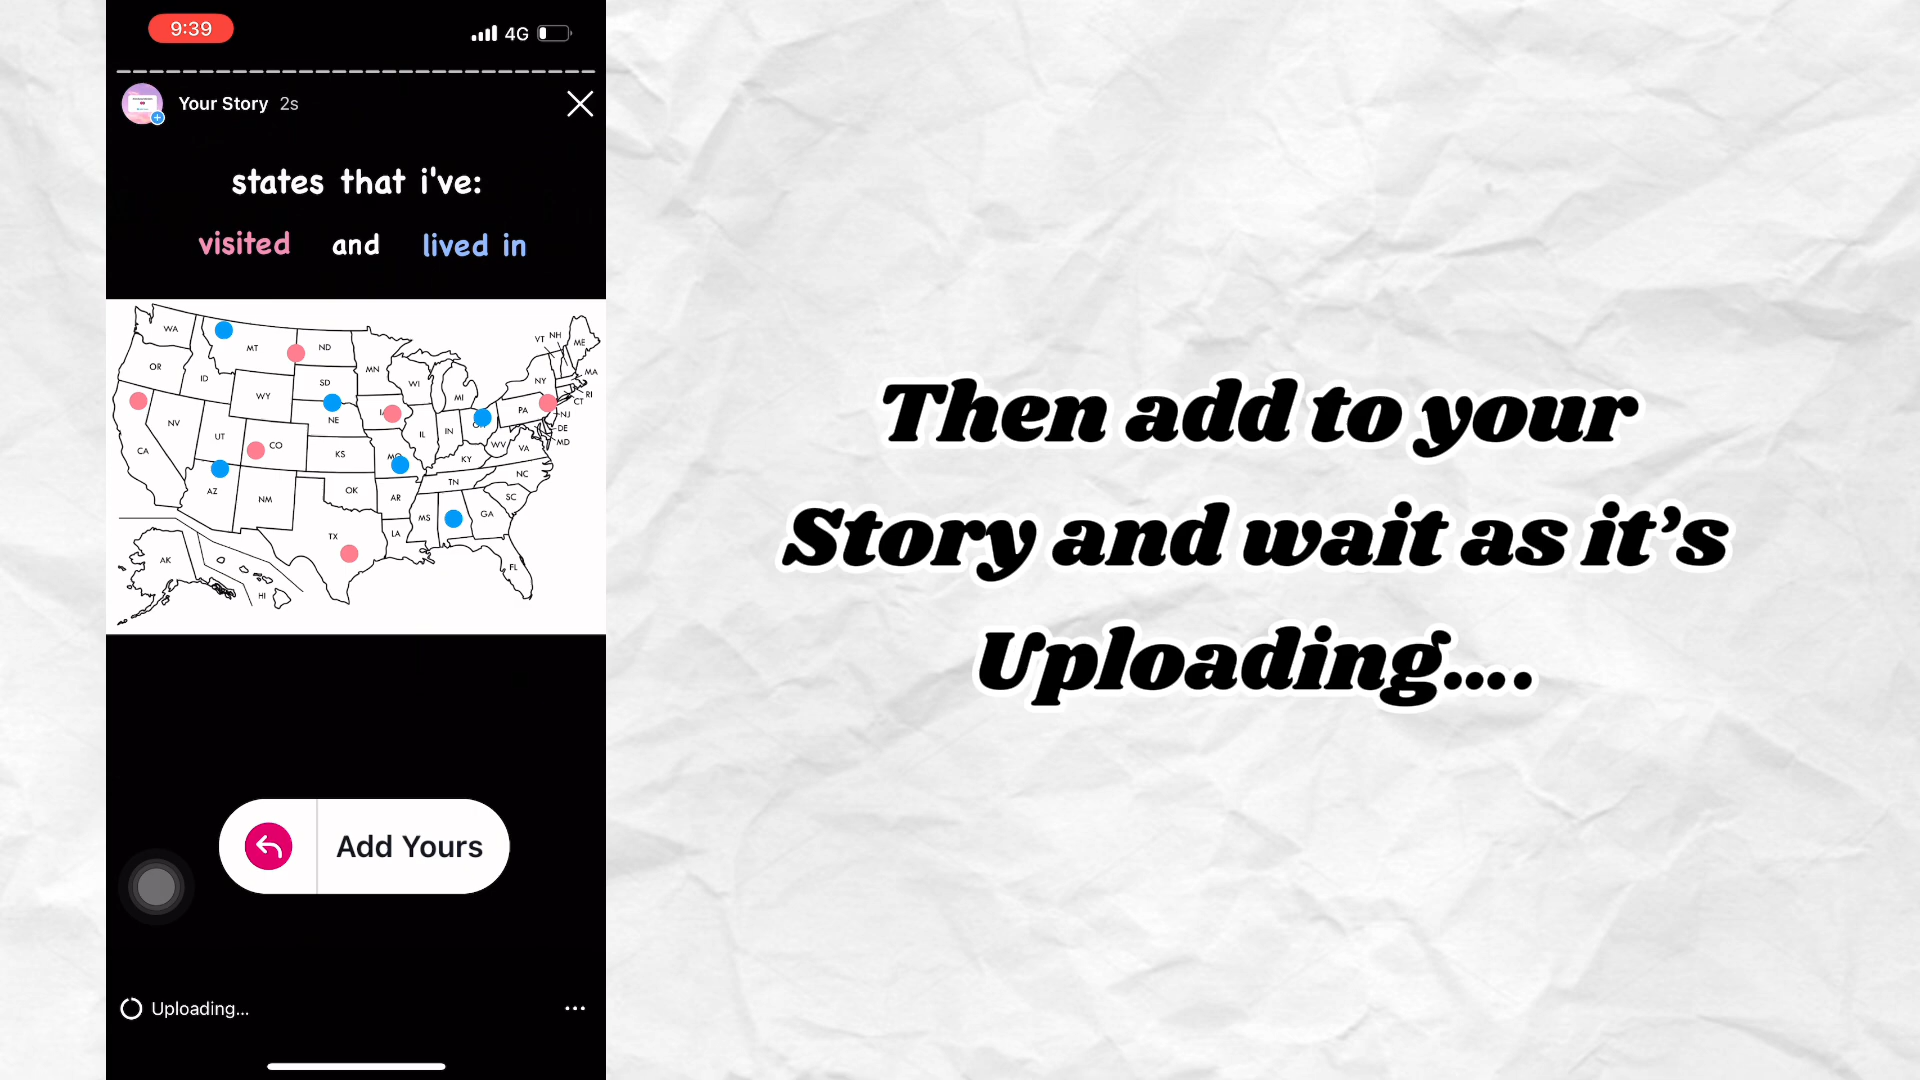 9:39
4G
Your Story 2s
states that i've:
visited and lived in
WA
MT
ND
OR
ID
SD
MN
WI
WY
MI
NY
VT
NH
ME
MA
RI
CT
NJ
DE
MD
PA
NE
NV
UT
CO
CA
KS
IL
IN
WV
VA
KY
NC
TN
SC
AZ
NM
OK
AR
MS
GA
TX
LA
FL
AK
HI
Add Yours
Uploading...
Then add to your
Story and wait as it’s
Uploading....